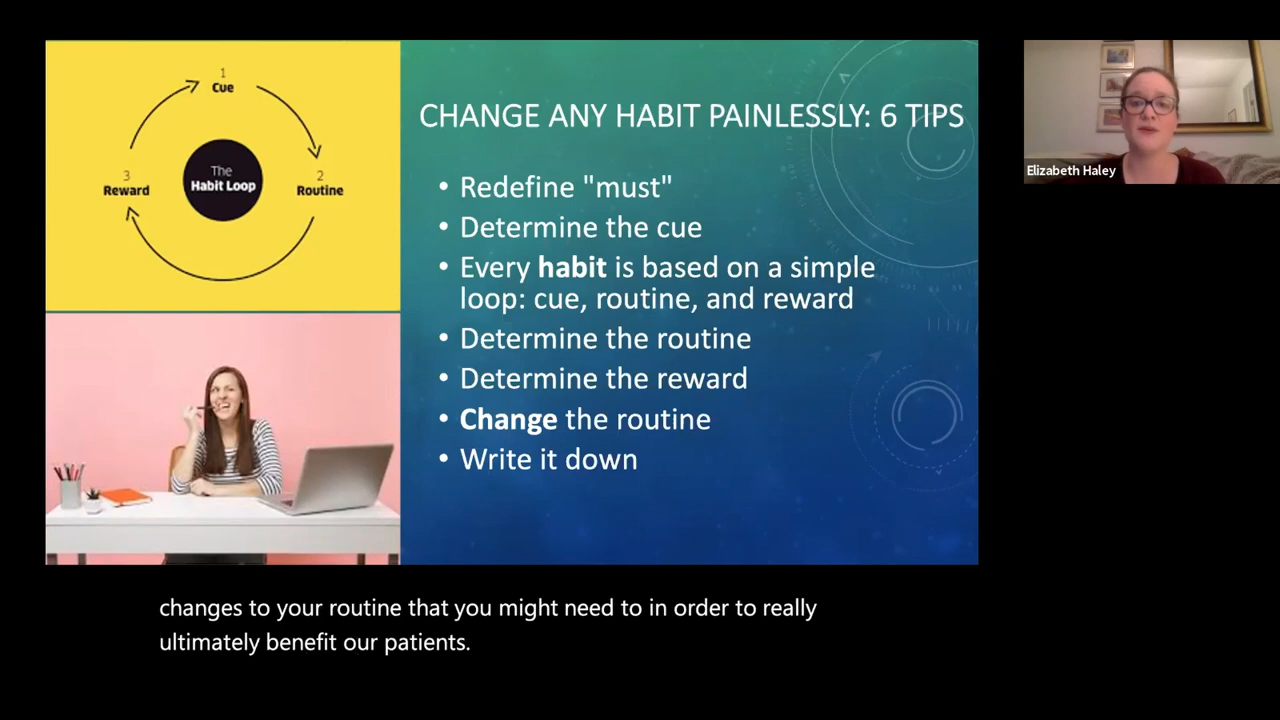 1
Cue
The
Habit Loop
3
Reward
2
Routine
CHANGE ANY HABIT PAINLESSLY: 6 TIPS
• Redefine "must"
• Determine the cue
• Every habit is based on a simple
loop: cue, routine, and reward
• Determine the routine
• Determine the reward
• Change the routine
• Write it down
Elizabeth Haley
changes to your routine that you might need to in order to really
ultimately benefit our patients.